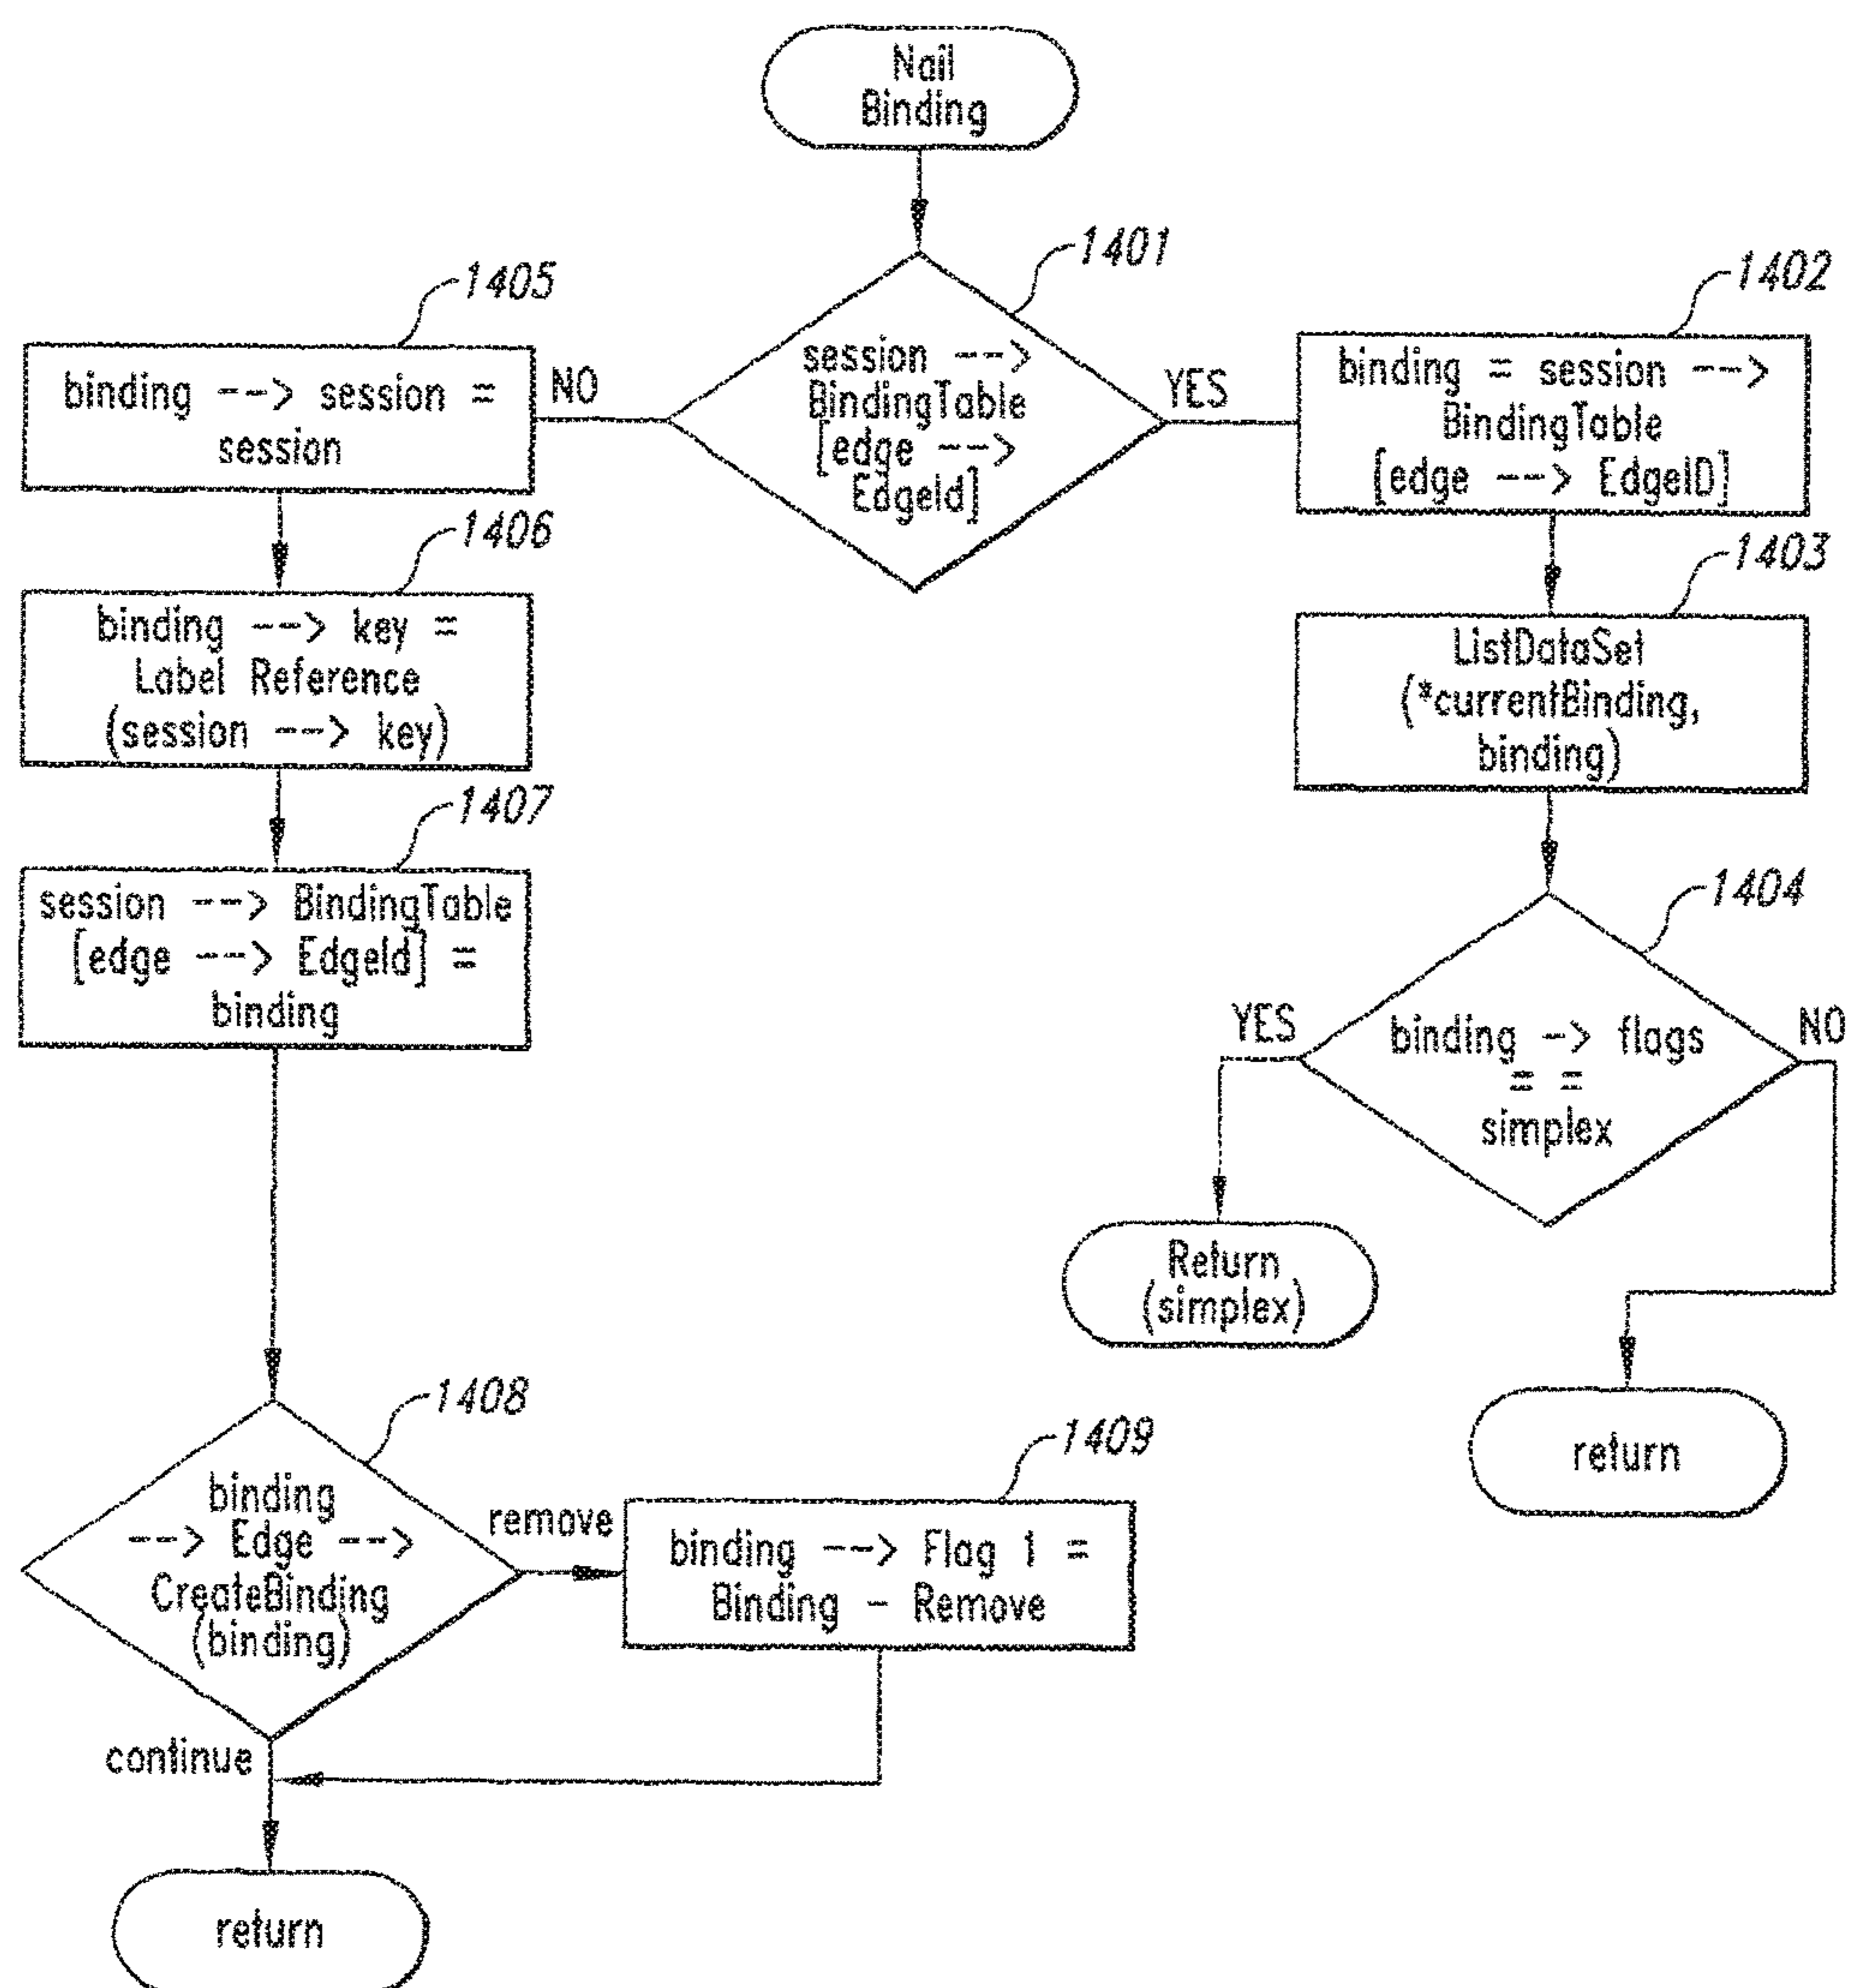 Nail
Binding
1401
session -->
BindingTable
[edge -->
EdgeId]
NO
YES
1405
binding --> session =
session
1406
binding --> key =
Label Reference
(session --> key)
1407
session --> BindingTable
[edge --> EdgeId] =
binding
1408
binding
--> Edge -->
CreateBinding
(binding)
remove
1409
binding --> Flag 1 =
Binding - Remove
continue
return
1402
binding = session -->
BindingTable
[edge --> EdgeID]
1403
ListDataSet
(*currentBinding,
binding)
1404
binding -> flags
= =
simplex
YES
NO
Return
(simplex)
return